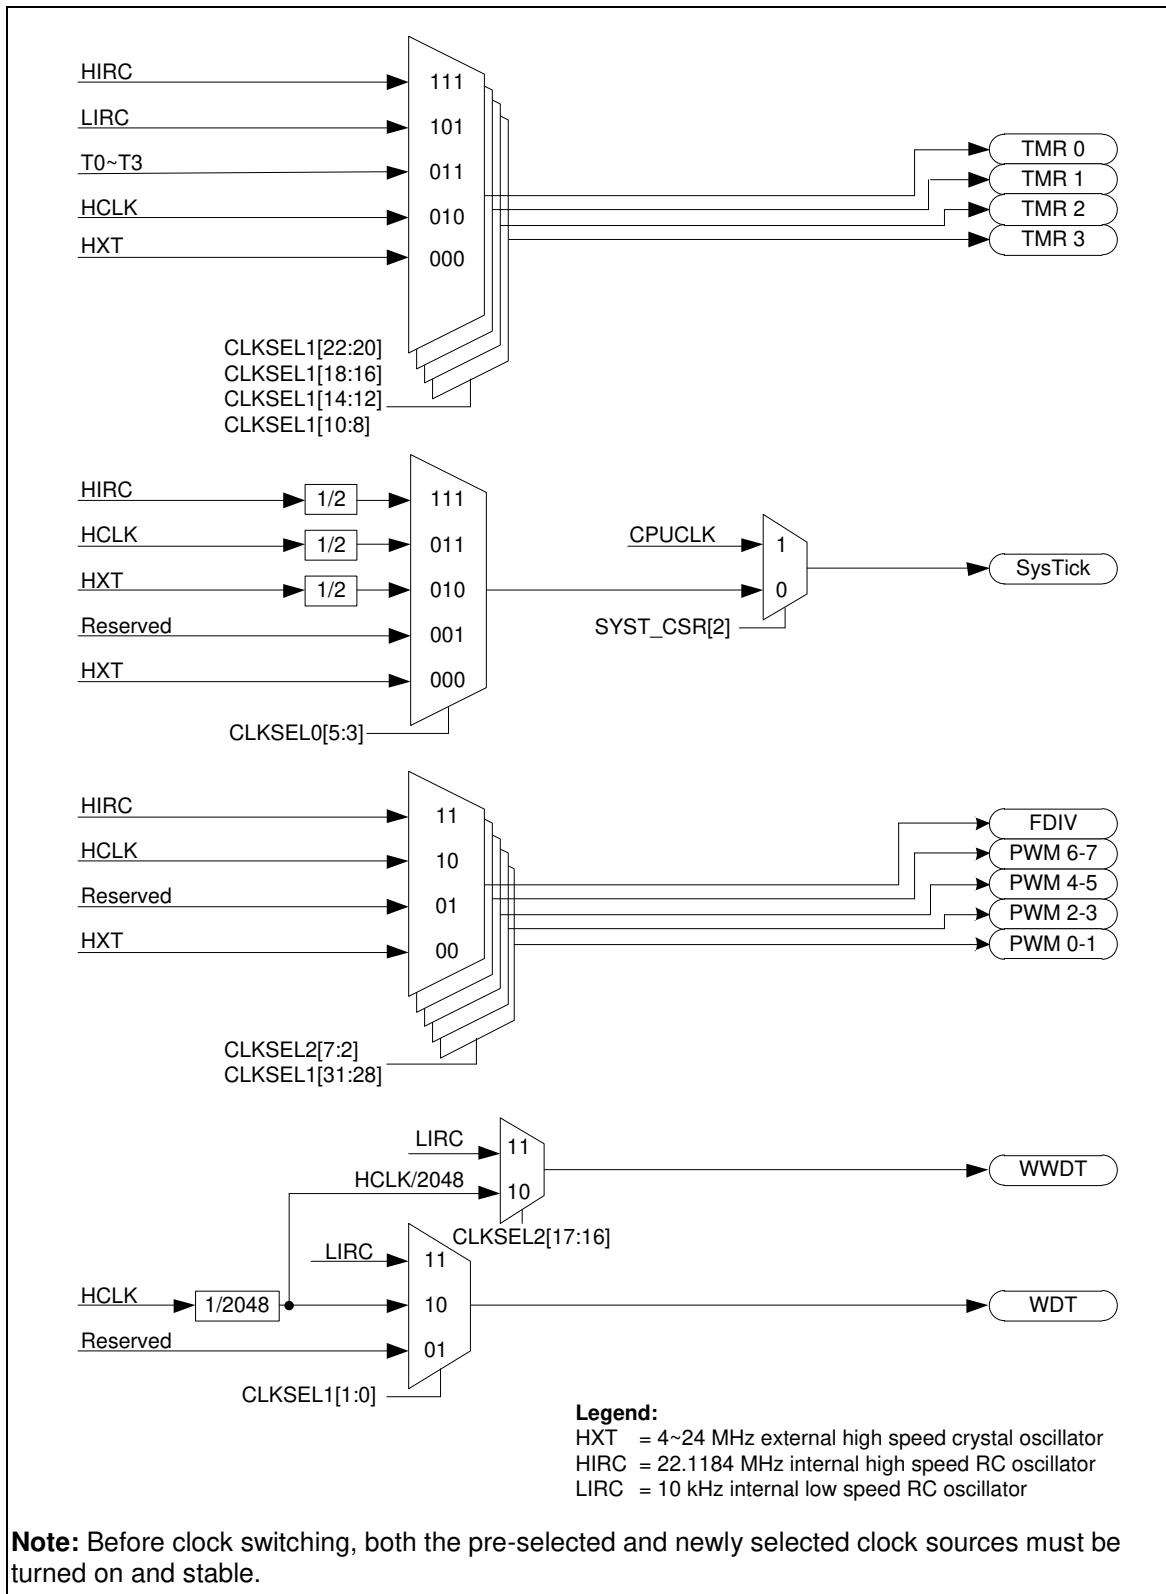 HIRC
LIRC
T0~T3
HCLK
HXT
111
101
011
010
000
TMR 0
TMR 1
TMR 2
TMR 3
CLKSEL1[22:20]
CLKSEL1[18:16]
CLKSEL1[14:12]
CLKSEL1[10:8]
HIRC
HCLK
HXT
Reserved
HXT
1/2
1/2
1/2
111
011
010
001
000
CLKSEL0[5:3]
CPUCLK
1
0
SYST_CSR[2]
SysTick
HIRC
HCLK
Reserved
HXT
11
10
01
00
FDIV
PWM 6-7
PWM 4-5
PWM 2-3
PWM 0-1
CLKSEL2[7:2]
CLKSEL1[31:28]
LIRC
HCLK/2048
11
10
CLKSEL2[17:16]
WWDT
LIRC
HCLK
1/2048
Reserved
11
10
01
CLKSEL1[1:0]
WDT
Legend:
HXT = 4~24 MHz external high speed crystal oscillator
HIRC = 22.1184 MHz internal high speed RC oscillator
LIRC = 10 kHz internal low speed RC oscillator
Note: Before clock switching, both the pre-selected and newly selected clock sources must be
turned on and stable.